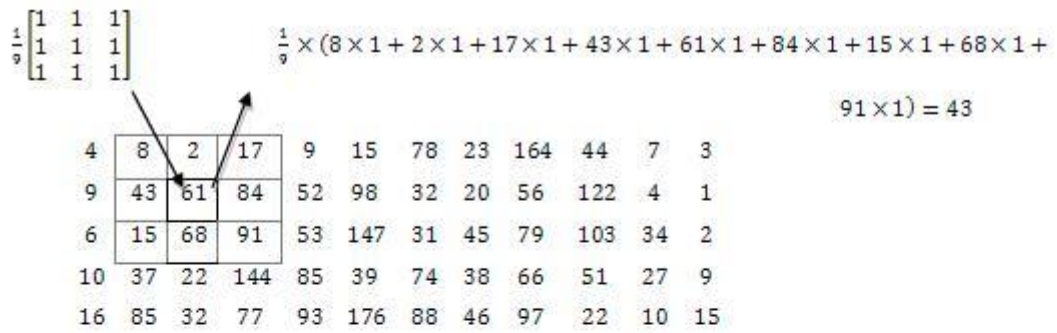 1/9 [1 1 1
1 1 1
1 1 1]
1/9 × (8 × 1 + 2 × 1 + 17 × 1 + 43 × 1 + 61 × 1 + 84 × 1 + 15 × 1 + 68 × 1 +
91 × 1) = 43
4 8 2 17 9 15 78 23 164 44 7 3
9 43 61 84 52 98 32 20 56 122 4 1
6 15 68 91 53 147 31 45 79 103 34 2
10 37 22 144 85 39 74 38 66 51 27 9
16 85 32 77 93 176 88 46 97 22 10 15